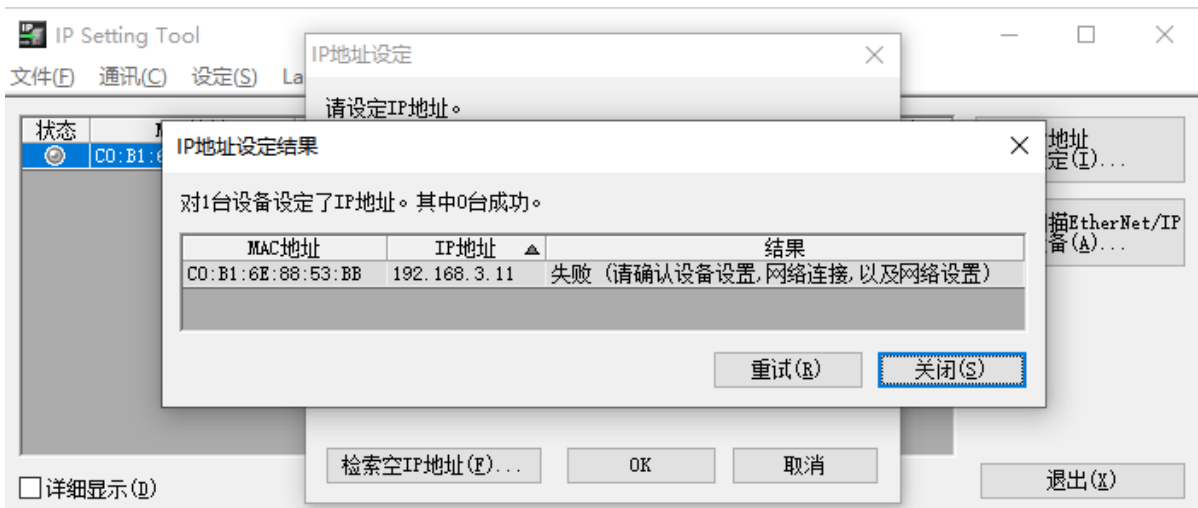 IP Setting Tool
文件(F) 通讯(C) 设定(S) La
IP地址设定
请设定IP地址。
状态
C0:B1:6
地址
定(I)...
描EtherNet/IP
备(A)...
IP地址设定结果
对1台设备设定了IP地址。其中0台成功。
MAC地址 IP地址 结果
C0:B1:6E:88:53:BB 192.168.3.11 失败 (请确认设备设置,网络连接,以及网络设置)
重试(R) 关闭(S)
检索空IP地址(F)... OK 取消
详细显示(D)
退出(X)